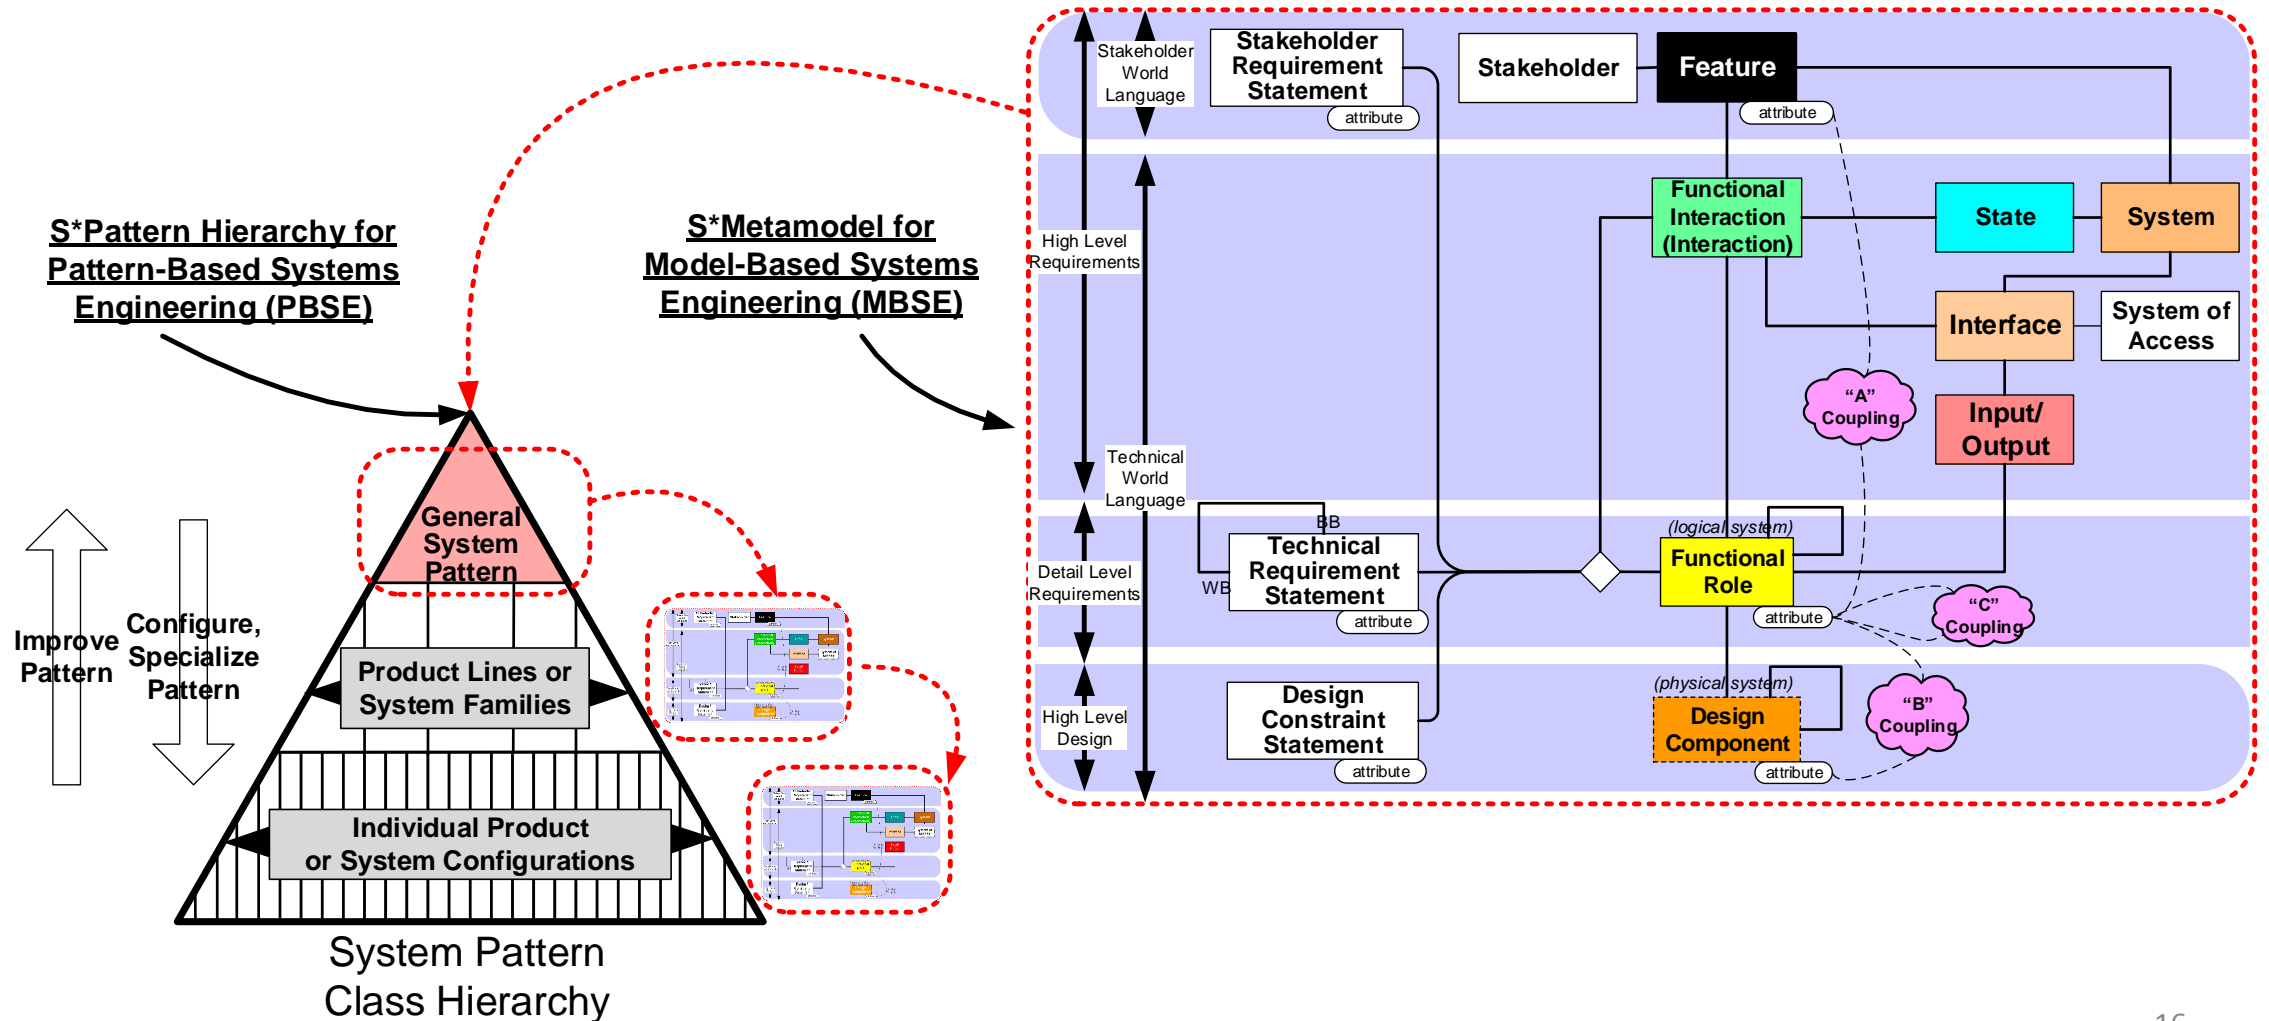 S*Pattern Hierarchy for
Pattern-Based Systems
Engineering (PBSE)
S*Metamodel for
Model-Based Systems
Engineering (MBSE)
Improve
Pattern
Configure,
Specialize
Pattern
General
System
Pattern
Product Lines or
System Families
Individual Product
or System Configurations
System Pattern
Class Hierarchy
Stakeholder
World
Language
High Level
Requirements
Technical
World
Language
Detail Level
Requirements
High Level
Design
Stakeholder
Requirement
Statement
attribute
Stakeholder
Feature
attribute
Functional
Interaction
(Interaction)
State
System
Interface
System of
Access
"A"
Coupling
Input/
Output
BB
WB
Technical
Requirement
Statement
attribute
(logical system)
Functional
Role
attribute
"C"
Coupling
Design
Constraint
Statement
attribute
(physical system)
Design
Component
attribute
"B"
Coupling